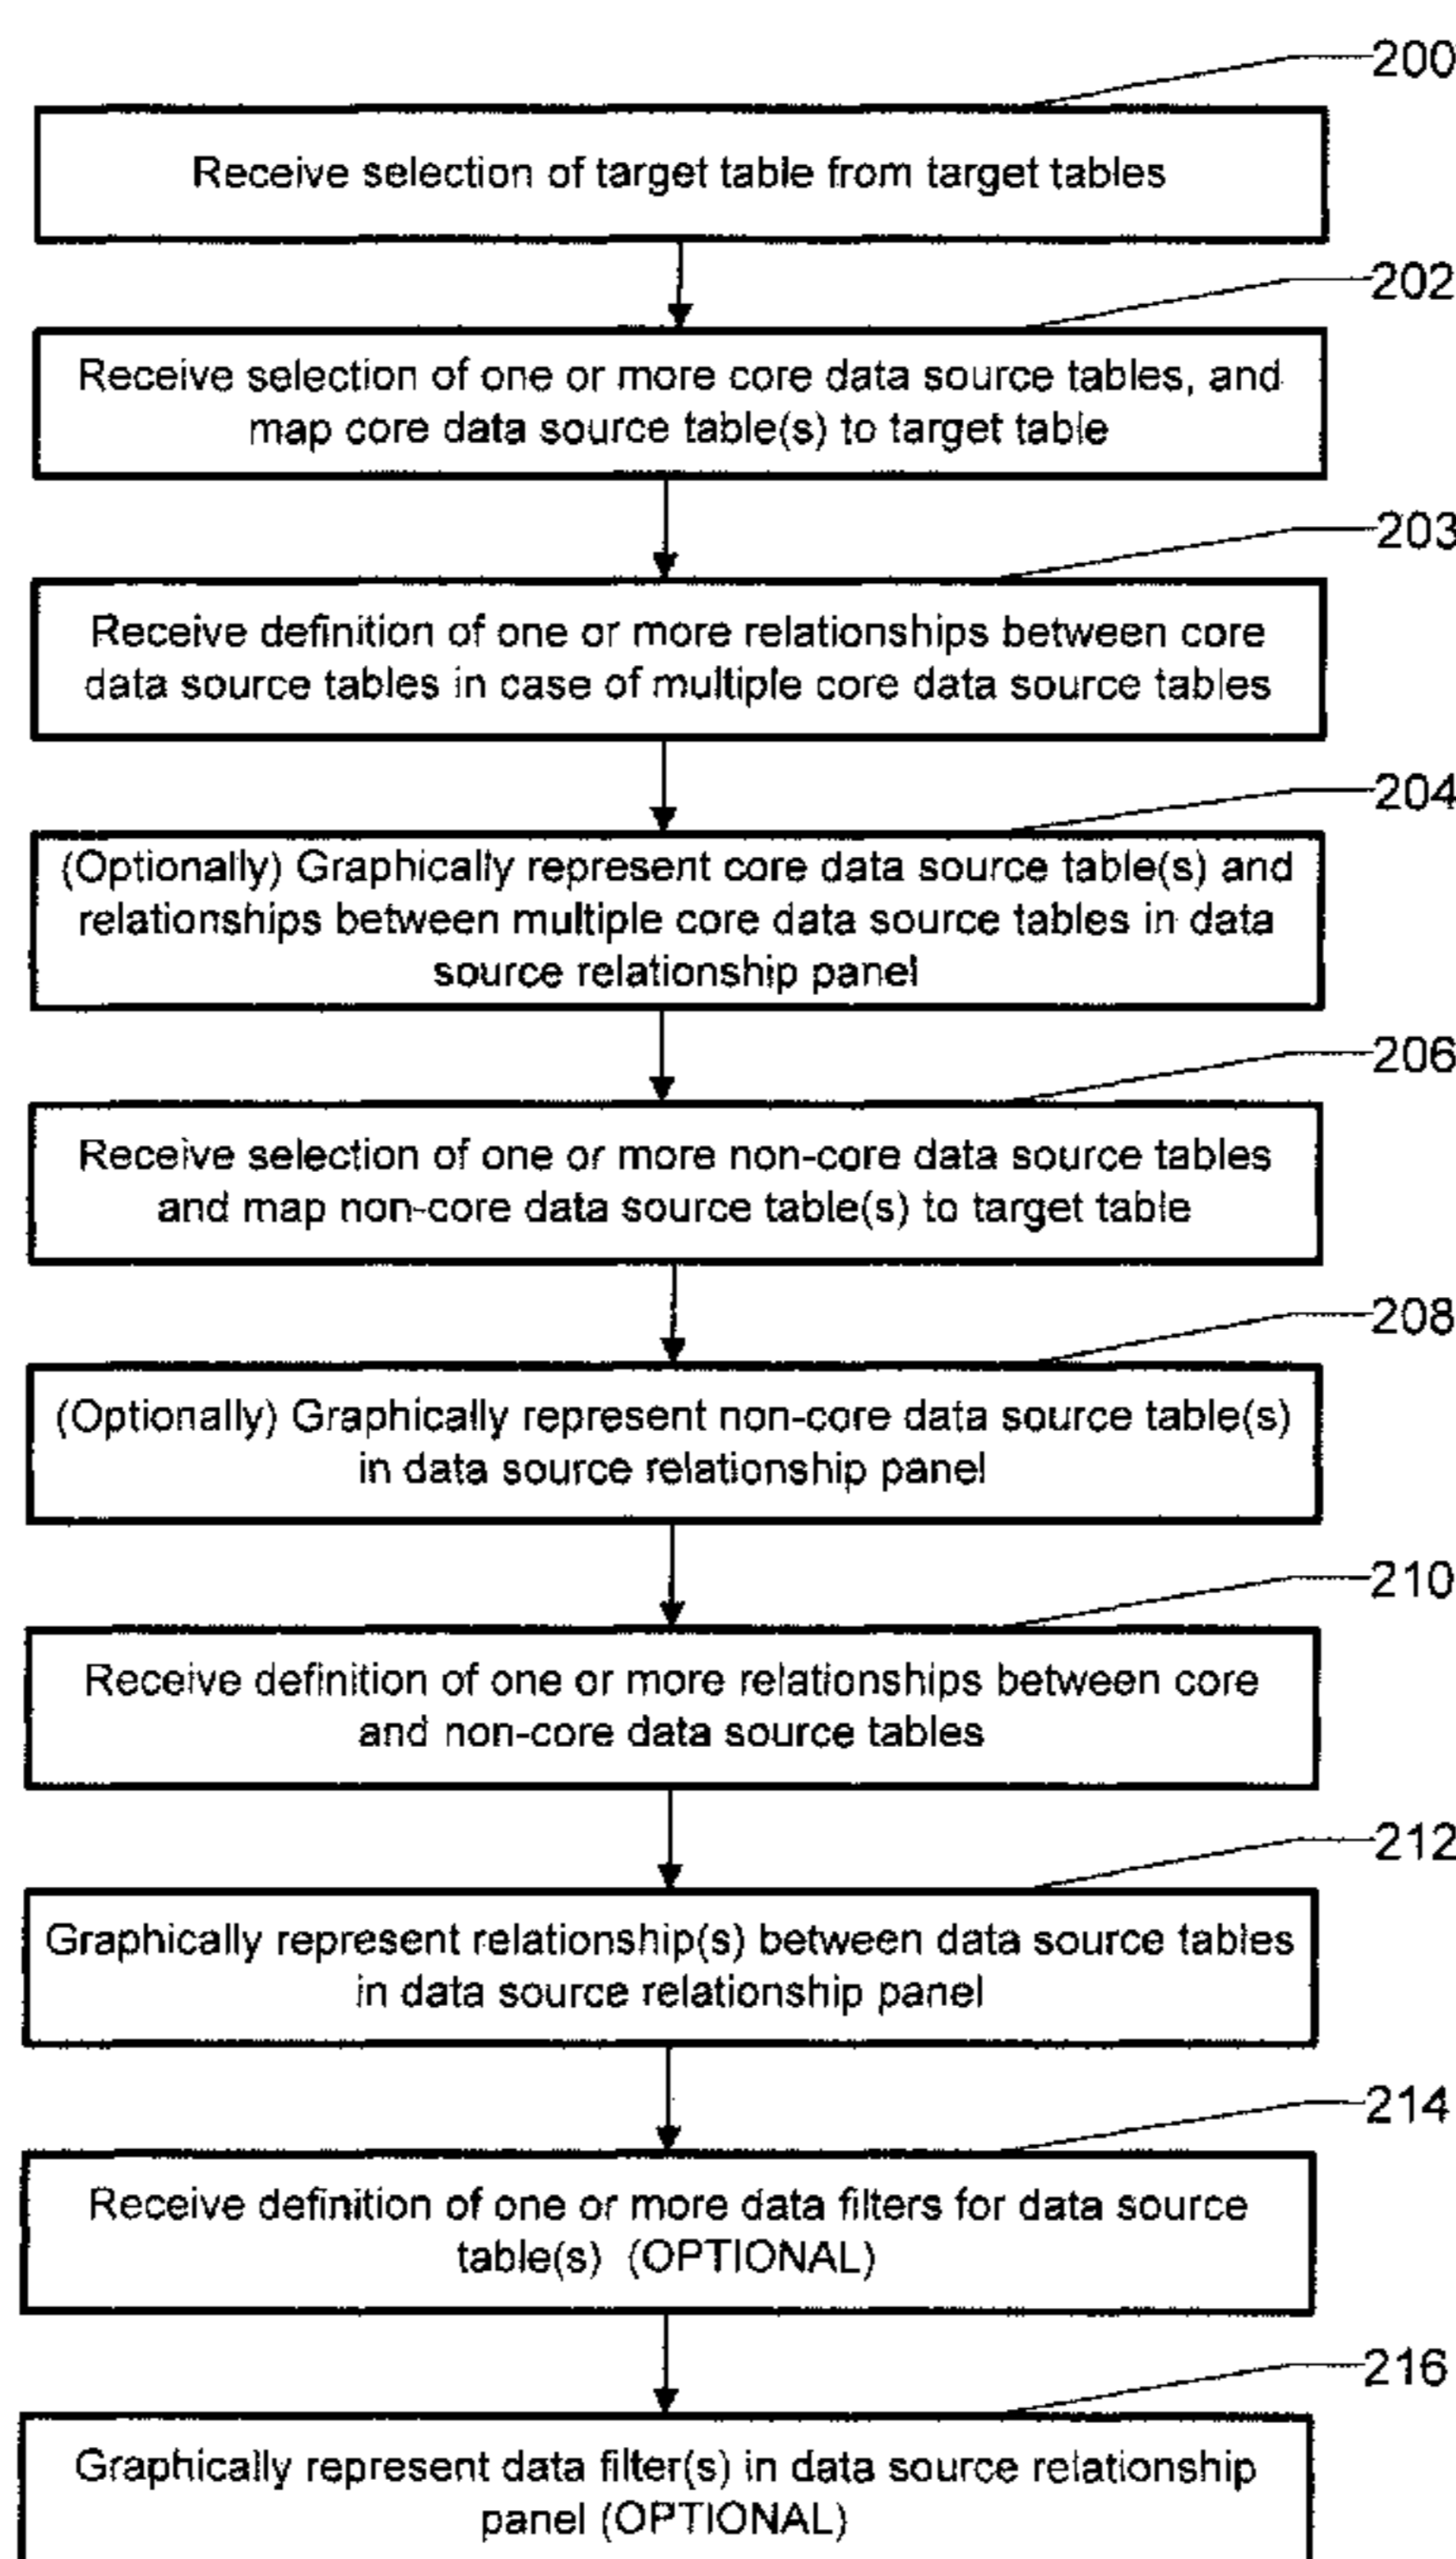 200
Receive selection of target table from target tables
202
Receive selection of one or more core data source tables, and
map core data source table(s) to target table
203
Receive definition of one or more relationships between core
data source tables in case of multiple core data source tables
204
(Optionally) Graphically represent core data source table(s) and
relationships between multiple core data source tables in data
source relationship panel
206
Receive selection of one or more non-core data source tables
and map non-core data source table(s) to target table
208
(Optionally) Graphically represent non-core data source table(s)
in data source relationship panel
210
Receive definition of one or more relationships between core
and non-core data source tables
212
Graphically represent relationship(s) between data source tables
in data source relationship panel
214
Receive definition of one or more data filters for data source
table(s) (OPTIONAL)
216
Graphically represent data filter(s) in data source relationship
panel (OPTIONAL)